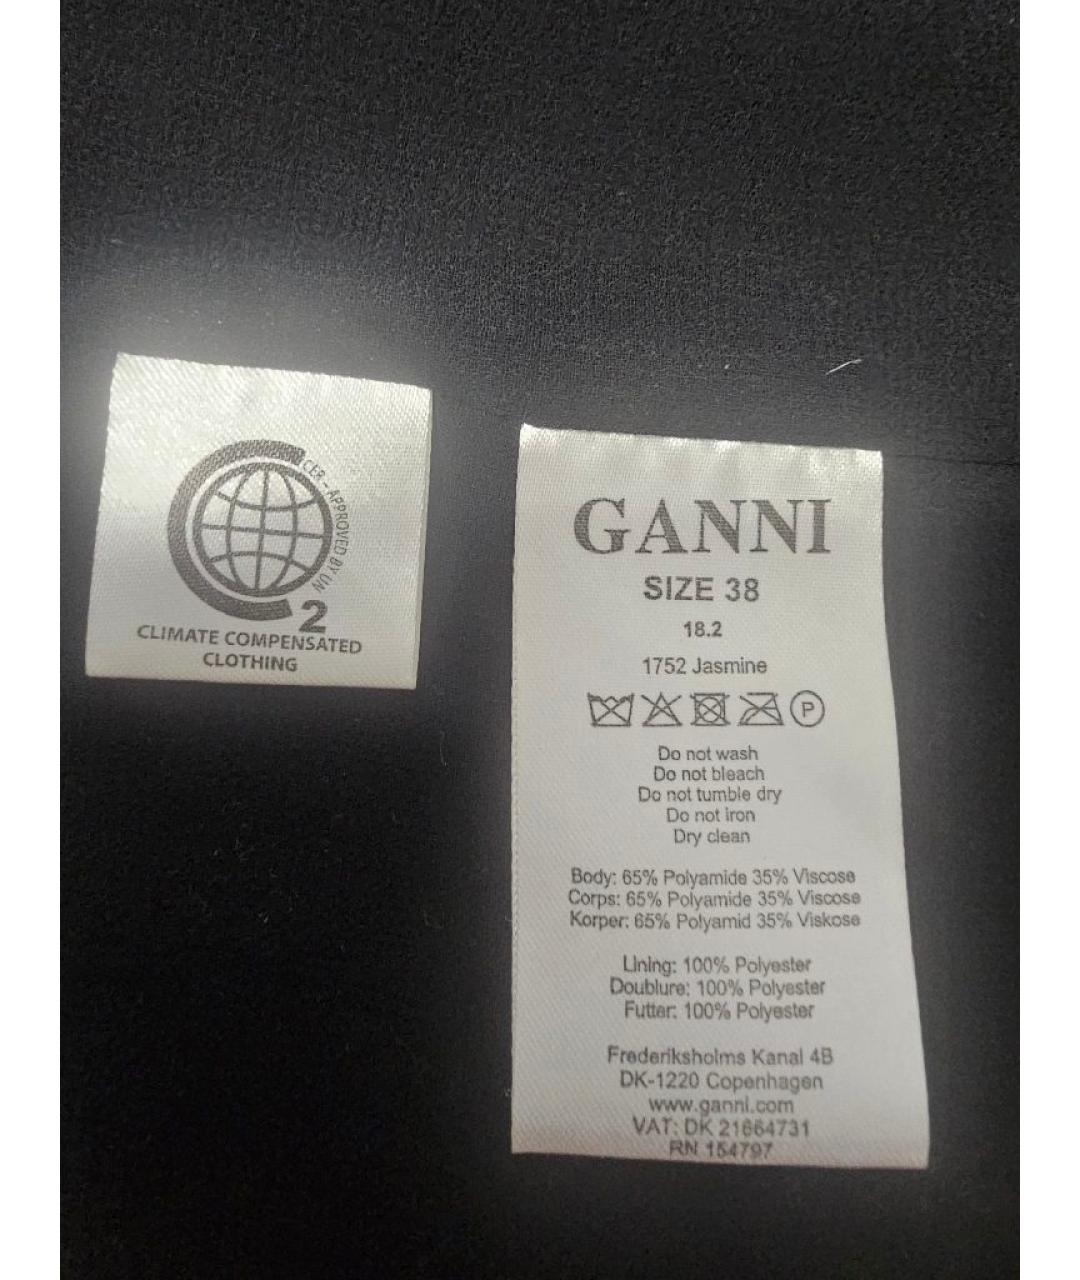 CER - APPROVED BY UN
2
CLIMATE COMPENSATED
CLOTHING
GANNI
SIZE 38
18.2
1752 Jasmine
P
Do not wash
Do not bleach
Do not tumble dry
Do not iron
Dry clean
Body: 65% Polyamide 35% Viscose
Corps: 65% Polyamide 35% Viscose
Korper: 65% Polyamid 35% Viskose
Lining: 100% Polyester
Doublure: 100% Polyester
Futter: 100% Polyester
Frederiksholms Kanal 4B
DK-1220 Copenhagen
www.ganni.com
VAT: DK 21664731
RN 154797